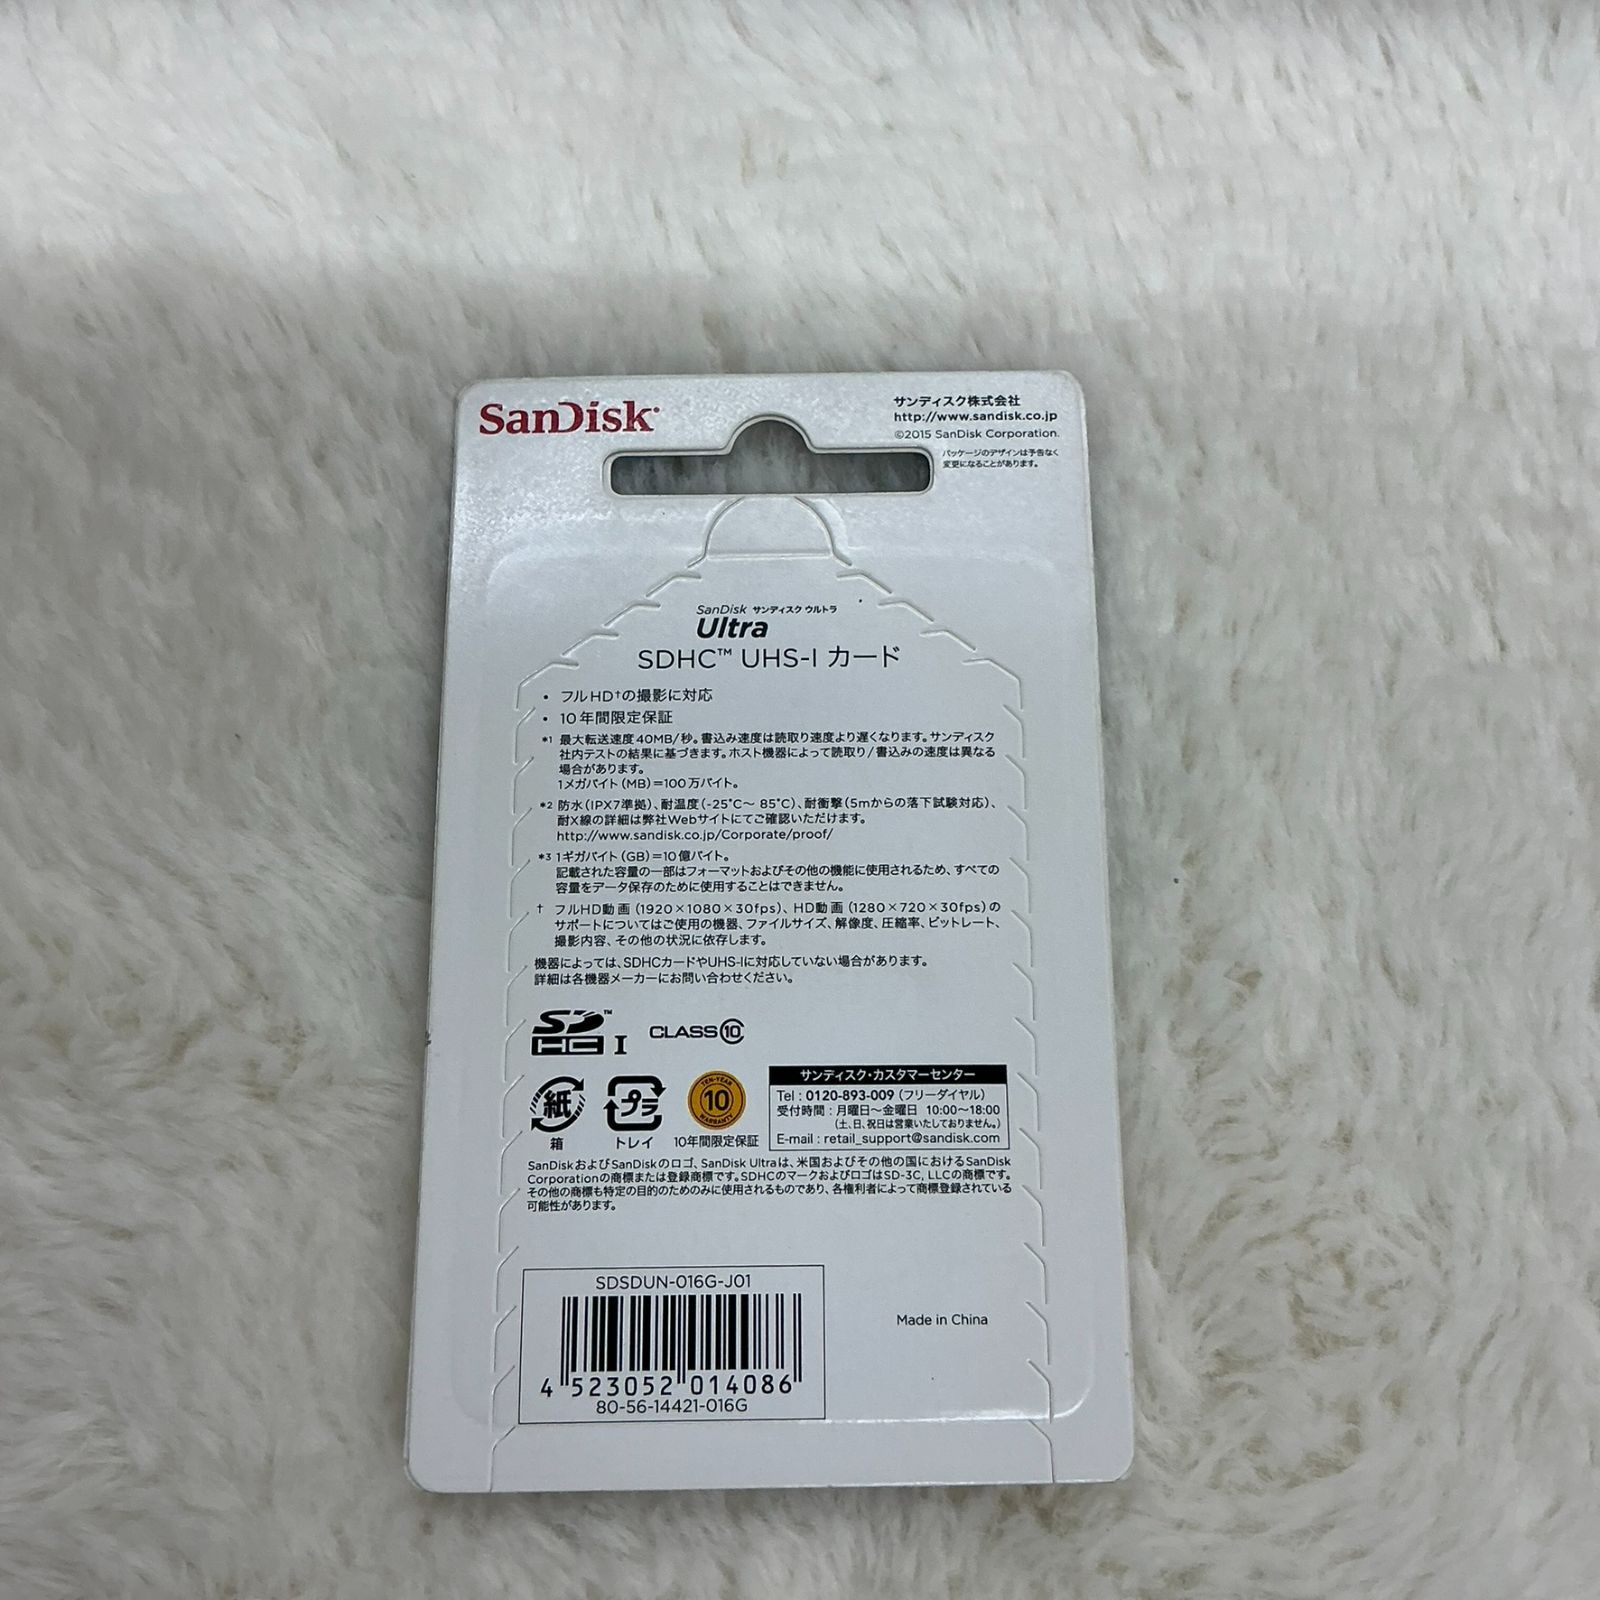 SanDisk
サンディスク株式会社
http://www.sandisk.co.jp
©2015 SanDisk Corporation.
パッケージのデザインは予告なく
変更になることがあります。
SanDisk サンディスク ウルトラ
Ultra
SDHC™ UHS-I カード
• フルHD†の撮影に対応
• 10年間限定保証
*1 最大転送速度40MB/秒。書込み速度は読取り速度より遅くなります。サンディスク
社内テストの結果に基づきます。ホスト機器によって読取り/書込みの速度は異なる
場合があります。
1メガバイト(MB)=100万バイト。
*2 防水(IPX7準拠)、耐温度(-25°C～85°C)、耐衝撃(5mからの落下試験対応)、
耐X線の詳細は弊社Webサイトにてご確認いただけます。
http://www.sandisk.co.jp/Corporate/proof/
*3 1ギガバイト(GB)=10億バイト。
記載された容量の一部はフォーマットおよびその他の機能に使用されるため、すべての
容量をデータ保存のために使用することはできません。
† フルHD動画(1920×1080×30fps)、HD動画(1280×720×30fps)の
サポートについてはご使用の機器、ファイルサイズ、解像度、圧縮率、ビットレート、
撮影内容、その他の状況に依存します。
機器によっては、SDHCカードやUHS-Iに対応していない場合があります。
詳細は各機器メーカーにお問い合わせください。
SD™ HC I CLASS 10
紙 プラ TEN-YEAR 10 WARRANTY
箱 トレイ 10年間限定保証
サンディスク・カスタマーセンター
Tel : 0120-893-009 (フリーダイヤル)
受付時間 : 月曜日～金曜日 10:00～18:00
(土、日、祝日は営業いたしておりません。)
E-mail : retail_support@sandisk.com
SanDiskおよびSanDiskのロゴ、SanDisk Ultraは、米国およびその他の国におけるSanDisk
Corporationの商標または登録商標です。SDHCのマークおよびロゴはSD-3C, LLCの商標です。
その他の商標も特定の目的のためのみに使用されるものであり、各権利者によって商標登録されている
可能性があります。
SDSDUN-016G-J01
4 523052 014086
80-56-14421-016G
Made in China